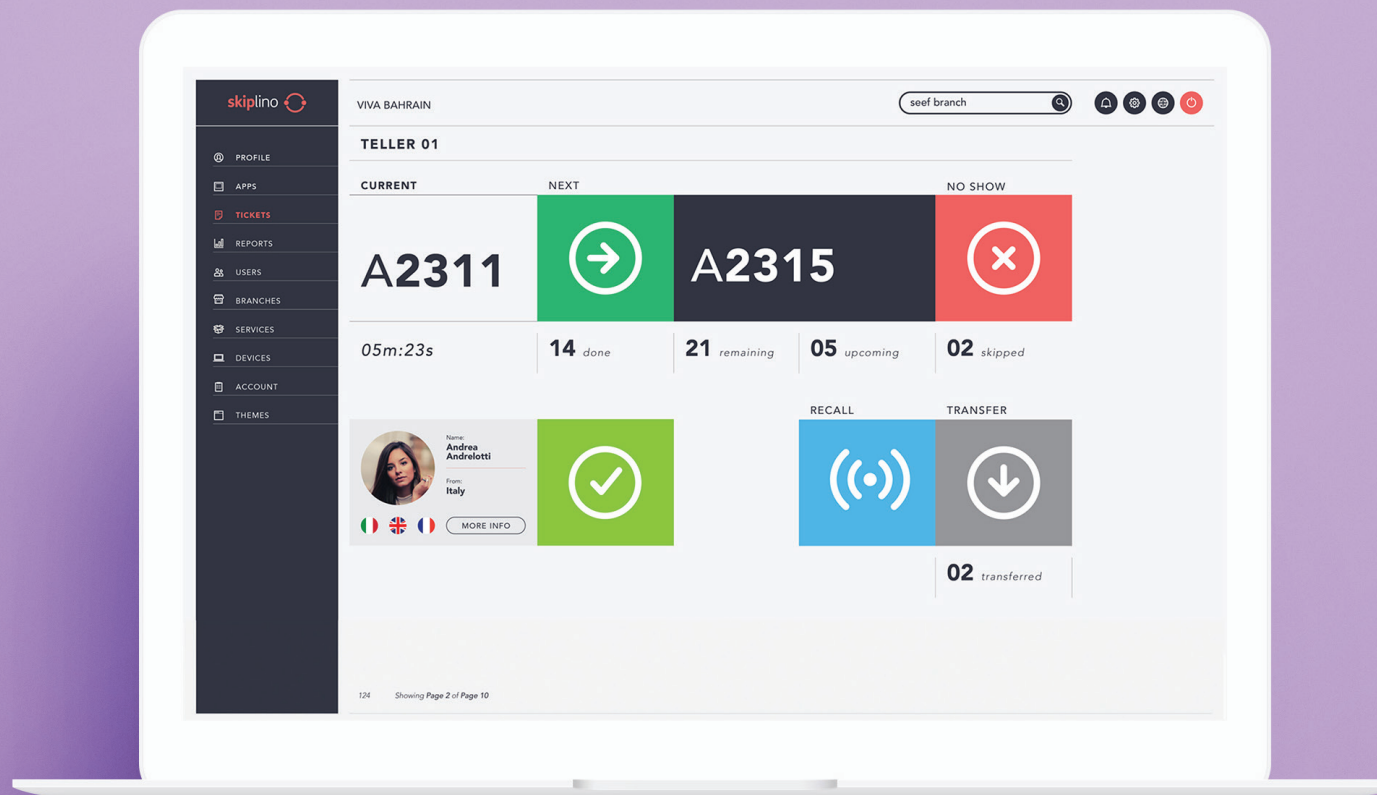 skiplino
VIVA BAHRAIN
seef branch
PROFILE
APPS
TICKETS
REPORTS
USERS
BRANCHES
SERVICES
DEVICES
ACCOUNT
THEMES
TELLER 01
CURRENT
NEXT
NO SHOW
A2311
A2315
05m:23s
14 done
21 remaining
05 upcoming
02 skipped
Name:
Andrea
Andrelotti
From:
Italy
MORE INFO
RECALL
TRANSFER
02 transferred
124 Showing Page 2 of Page 10